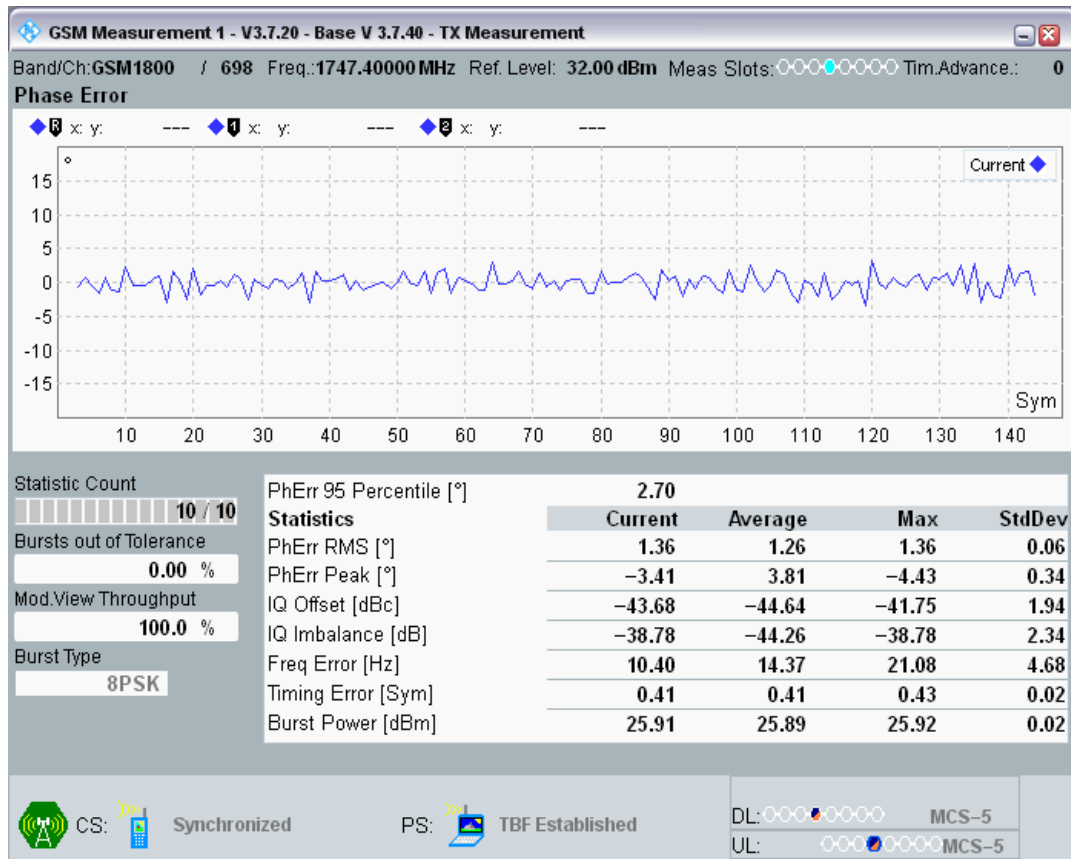 GSM Measurement 1 - V3.7.20 - Base V 3.7.40 - TX Measurement
Band/Ch:GSM1800 / 698 Freq.:1747.40000 MHz Ref. Level: 32.00 dBm Meas Slots: Tim.Advance.: 0
Phase Error
R x: y: --- 1 x: y: --- 2 x: y: ---
° Current
15
10
5
0
-5
-10
-15
Sym
10 20 30 40 50 60 70 80 90 100 110 120 130 140
Statistic Count
10 / 10
Bursts out of Tolerance
0.00 %
Mod.View Throughput
100.0 %
Burst Type
8PSK
PhErr 95 Percentile [°] 2.70
Statistics Current Average Max StdDev
PhErr RMS [°] 1.36 1.26 1.36 0.06
PhErr Peak [°] −3.41 3.81 −4.43 0.34
IQ Offset [dBc] −43.68 −44.64 −41.75 1.94
IQ Imbalance [dB] −38.78 −44.26 −38.78 2.34
Freq Error [Hz] 10.40 14.37 21.08 4.68
Timing Error [Sym] 0.41 0.41 0.43 0.02
Burst Power [dBm] 25.91 25.89 25.92 0.02
CS: Synchronized PS: TBF Established
DL: MCS−5
UL: MCS−5